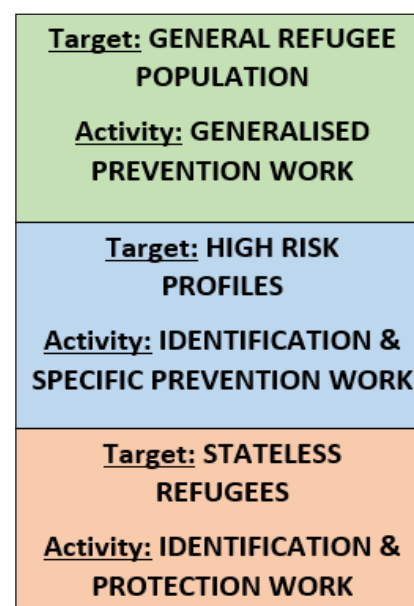 Target: GENERAL REFUGEE
POPULATION
Activity: GENERALISED
PREVENTION WORK
Target: HIGH RISK
PROFILES
Activity: IDENTIFICATION &
SPECIFIC PREVENTION WORK
Target: STATELESS
REFUGEES
Activity: IDENTIFICATION &
PROTECTION WORK